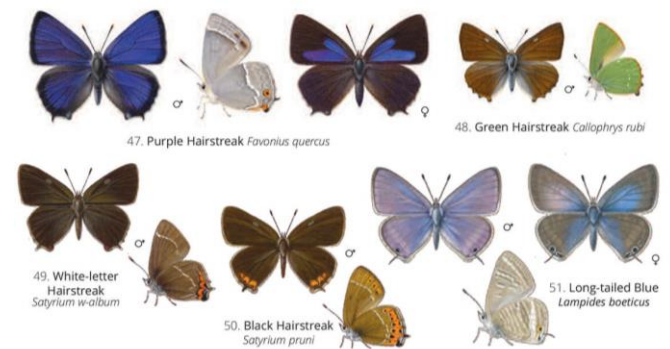 ♂
♀
♂
47. Purple Hairstreak Favonius quercus
48. Green Hairstreak Callophrys rubi
♂
♂
♂
♀
49. White-letter
Hairstreak
Satyrium w-album
50. Black Hairstreak
Satyrium pruni
51. Long-tailed Blue
Lampides boeticus